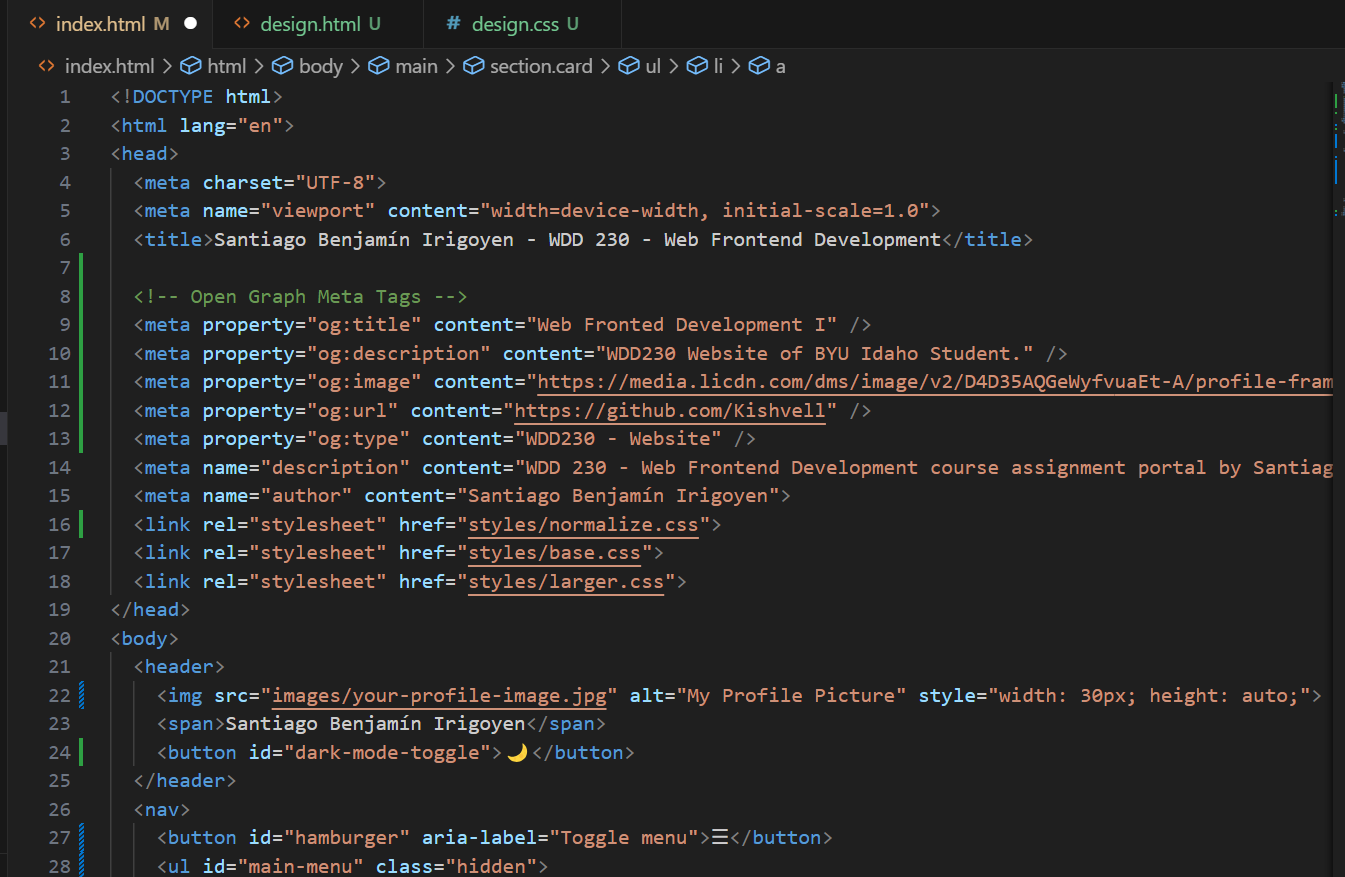 index.html M
design.html U
# design.css U
index.html > html > body > main > section.card > ul > li > a
1 <!DOCTYPE html>
2 <html lang="en">
3 <head>
4 <meta charset="UTF-8">
5 <meta name="viewport" content="width=device-width, initial-scale=1.0">
6 <title>Santiago Benjamín Irigoyen - WDD 230 - Web Frontend Development</title>
7
8 <!-- Open Graph Meta Tags -->
9 <meta property="og:title" content="Web Fronted Development I" />
10 <meta property="og:description" content="WDD230 Website of BYU Idaho Student." />
11 <meta property="og:image" content="https://media.licdn.com/dms/image/v2/D4D35AQGeWyfvuaEt-A/profile-fram
12 <meta property="og:url" content="https://github.com/Kishvell" />
13 <meta property="og:type" content="WDD230 - Website" />
14 <meta name="description" content="WDD 230 - Web Frontend Development course assignment portal by Santiag
15 <meta name="author" content="Santiago Benjamín Irigoyen">
16 <link rel="stylesheet" href="styles/normalize.css">
17 <link rel="stylesheet" href="styles/base.css">
18 <link rel="stylesheet" href="styles/larger.css">
19 </head>
20 <body>
21 <header>
22 <img src="images/your-profile-image.jpg" alt="My Profile Picture" style="width: 30px; height: auto;">
23 <span>Santiago Benjamín Irigoyen</span>
24 <button id="dark-mode-toggle">🌙</button>
25 </header>
26 <nav>
27 <button id="hamburger" aria-label="Toggle menu">☰</button>
28 <ul id="main-menu" class="hidden">